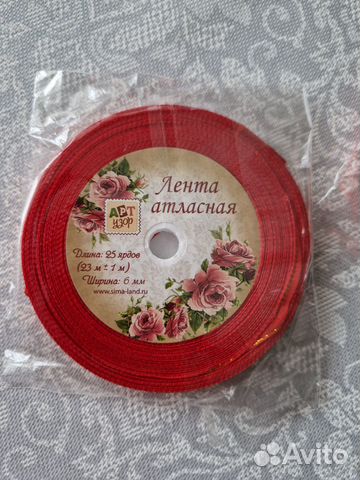 Лента
атласная
АРТ
узор
Длина: 25 ярдов
(23 м ± 1 м)
Ширина: 6 мм
www.sima-land.ru
Avito